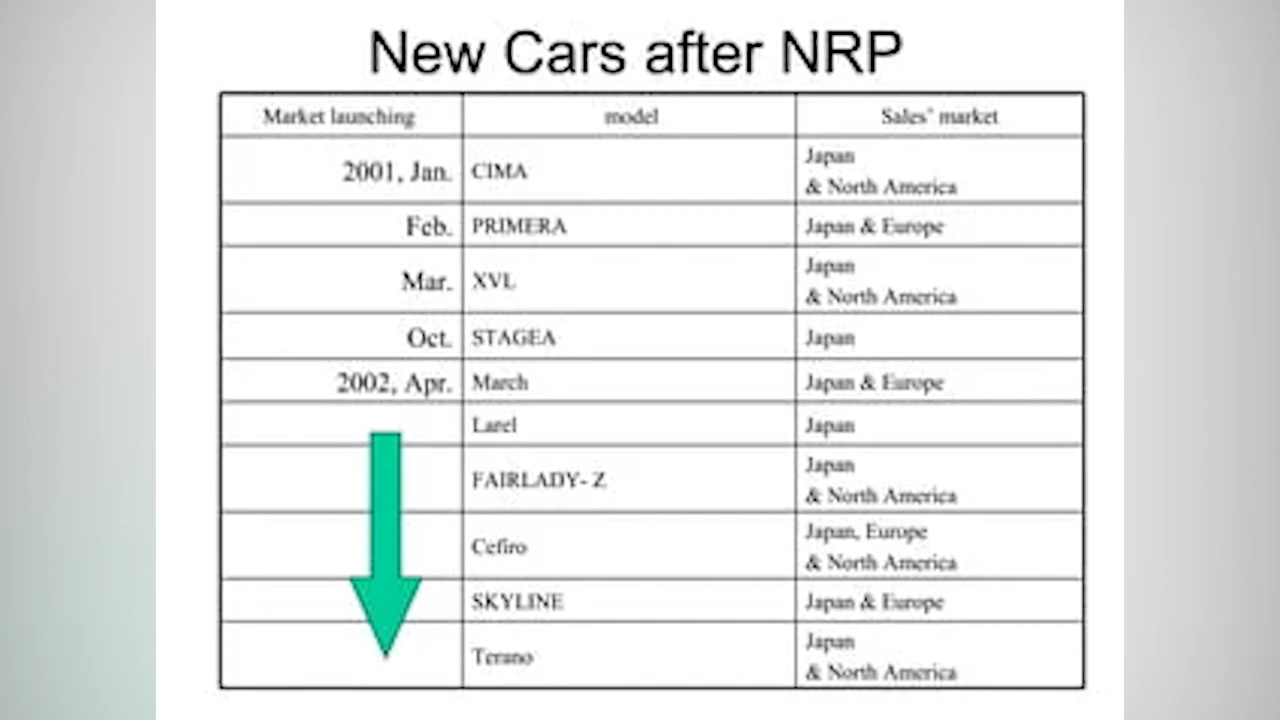 New Cars after NRP
Market launching model Sales' market
2001, Jan. CIMA Japan
& North America
Feb. PRIMERA Japan & Europe
Mar. XVL Japan
& North America
Oct. STAGEA Japan
2002, Apr. March Japan & Europe
Larel Japan
FAIRLADY- Z Japan
& North America
Cefiro Japan, Europe
& North America
SKYLINE Japan & Europe
Terano Japan
& North America